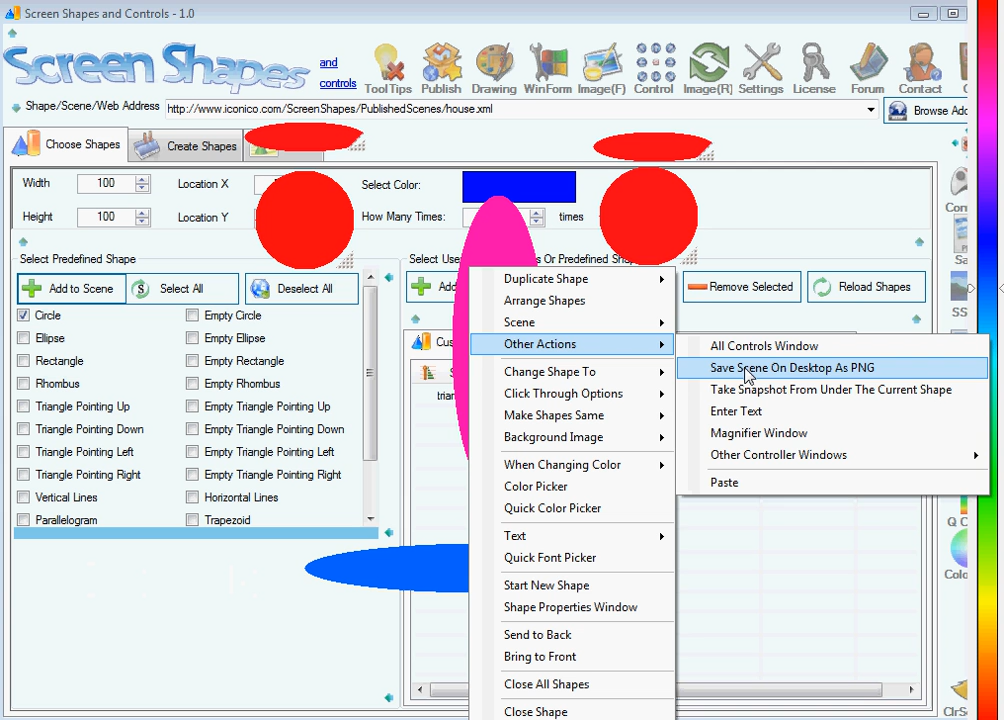 Screen Shapes and Controls - 1.0
Screen Shapes
and
controls
ToolTips
Publish
Drawing
WinForm
Image(F)
Control
Image(R)
Settings
License
Forum
Contact
Shape/Scene/Web Address
http://www.iconico.com/ScreenShapes/PublishedScenes/house.xml
Choose Shapes
Create Shapes
Width
100
Location X
Select Color:
Height
100
Location Y
How Many Times:
times
Select Predefined Shape
Or Predefined
Add to Scene
Select All
Deselect All
Remove Selected
Reload Shapes
Circle
Empty Circle
Ellipse
Empty Ellipse
Rectangle
Empty Rectangle
Rhombus
Empty Rhombus
Triangle Pointing Up
Empty Triangle Pointing Up
Triangle Pointing Down
Empty Triangle Pointing Down
Triangle Pointing Left
Empty Triangle Pointing Left
Triangle Pointing Right
Empty Triangle Pointing Right
Vertical Lines
Horizontal Lines
Parallelogram
Trapezoid
Duplicate Shape
Arrange Shapes
Scene
Other Actions
Change Shape To
Click Through Options
Make Shapes Same
Background Image
When Changing Color
Color Picker
Quick Color Picker
Text
Quick Font Picker
Start New Shape
Shape Properties Window
Send to Back
Bring to Front
Close All Shapes
Close Shape
All Controls Window
Save Scene On Desktop As PNG
Take Snapshot From Under The Current Shape
Enter Text
Magnifier Window
Other Controller Windows
Paste